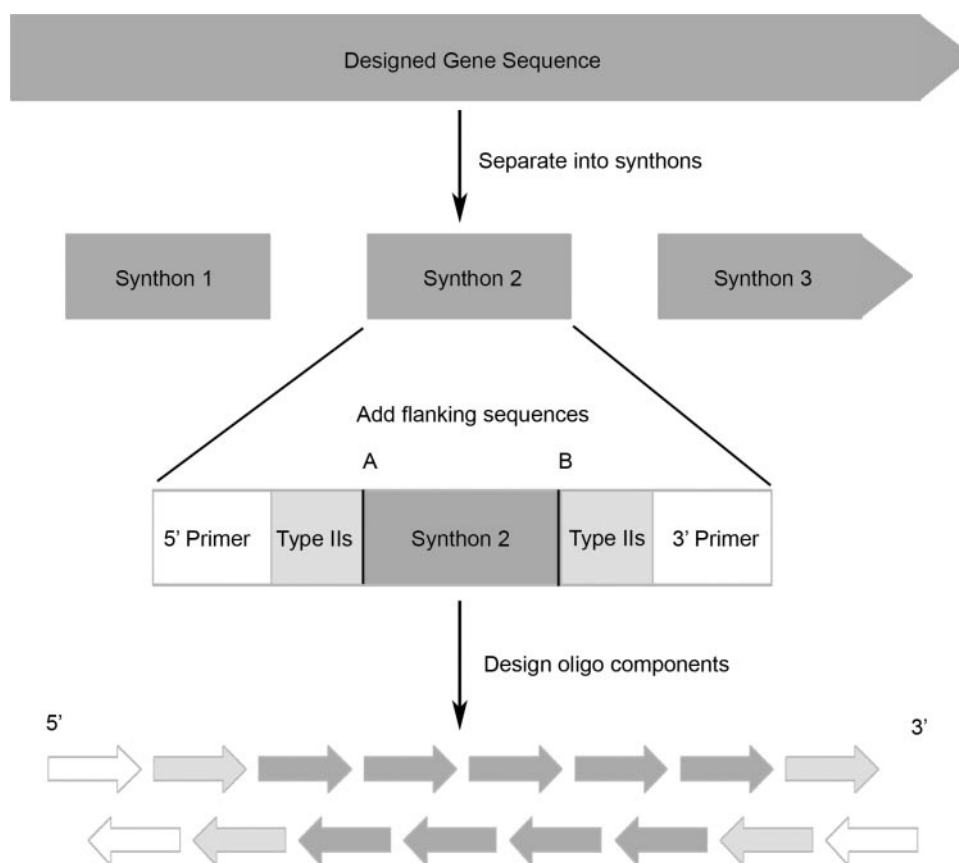 Designed Gene Sequence
Separate into synthons
Synthon 1
Synthon 2
Synthon 3
Add flanking sequences
A
B
5’ Primer
Type IIs
Synthon 2
Type IIs
3’ Primer
Design oligo components
5’
3’